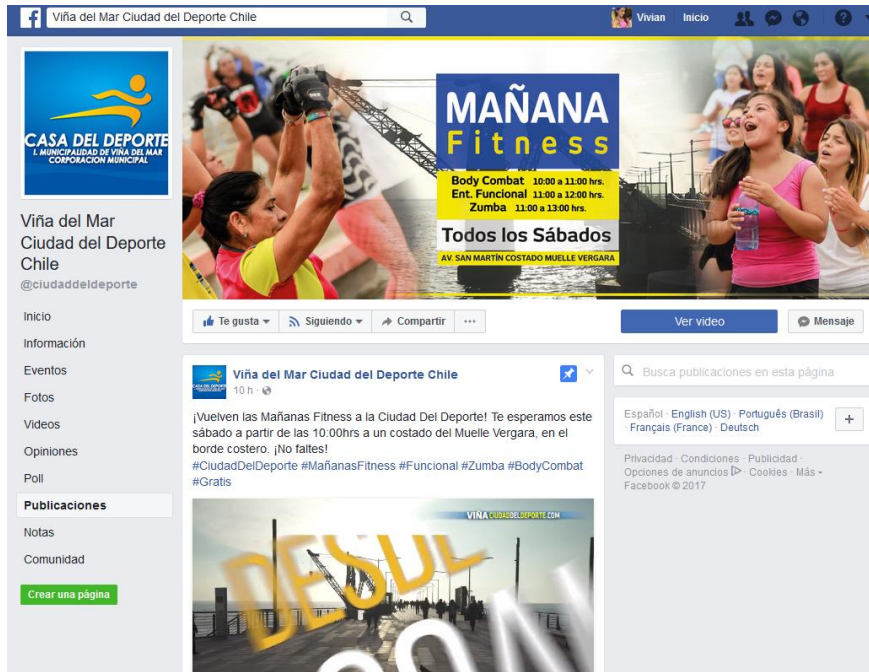 Viña del Mar Ciudad del Deporte Chile
Vivian
Inicio
CASA DEL DEPORTE
I. MUNICIPALIDAD DE VIÑA DEL MAR
CORPORACION MUNICIPAL
MAÑANA
Fitness
Body Combat 10:00 a 11:00 hrs.
Ent. Funcional 11:00 a 12:00 hrs.
Zumba 11:00 a 13:00 hrs.
Todos los Sábados
AV. SAN MARTÍN COSTADO MUELLE VERGARA
Viña del Mar
Ciudad del Deporte
Chile
@ciudaddeldeporte
Inicio
Información
Eventos
Fotos
Videos
Opiniones
Poll
Publicaciones
Notas
Comunidad
Crear una página
Te gusta
Siguiendo
Compartir
Ver video
Mensaje
Viña del Mar Ciudad del Deporte Chile
10 h ·
¡Vuelven las Mañanas Fitness a la Ciudad Del Deporte! Te esperamos este
sábado a partir de las 10:00hrs a un costado del Muelle Vergara, en el
borde costero. ¡No faltes!
#CiudadDelDeporte #MañanasFitness #Funcional #Zumba #BodyCombat
#Gratis
VIÑA CIUDADDELDEPORTE.COM
Busca publicaciones en esta página
Español · English (US) · Português (Brasil)
· Français (France) · Deutsch
Privacidad · Condiciones · Publicidad ·
Opciones de anuncios · Cookies · Más
Facebook © 2017